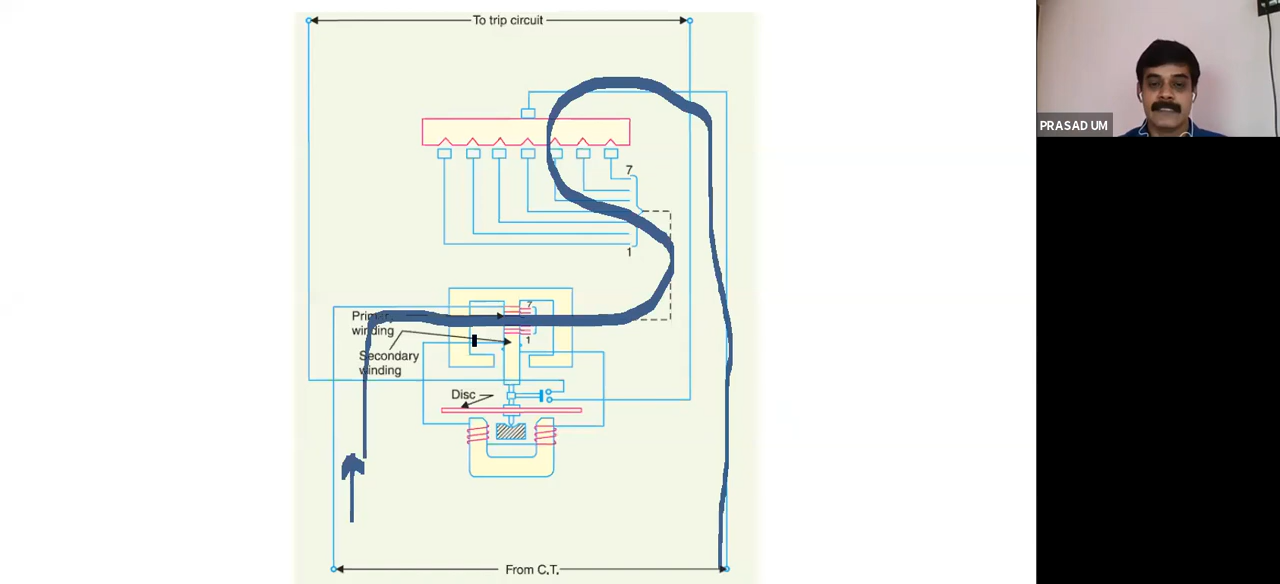 To trip circuit
PRASAD UM
7
1
7
Primary
winding
1
Secondary
winding
Disc
From C.T.